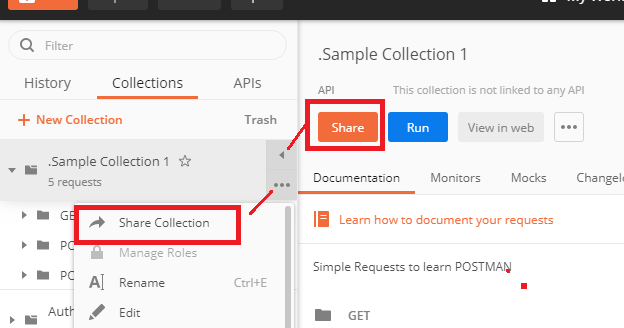 Filter
History Collections APIs
+ New Collection Trash
.Sample Collection 1
5 requests
Share Collection
Manage Roles
Rename Ctrl+E
Edit
.Sample Collection 1
API This collection is not linked to any API
Share Run View in web
Documentation Monitors Mocks
Learn how to document your requests
Simple Requests to learn POSTMAN
GET